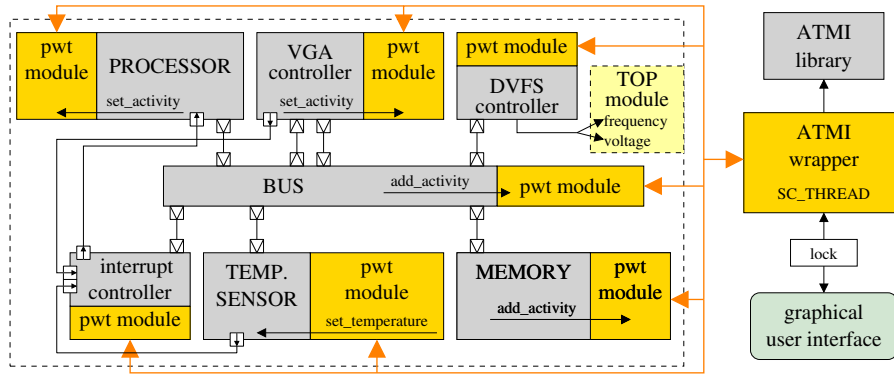 pwt
module
PROCESSOR
set_activity
VGA
controller
set_activity
pwt
module
pwt module
DVFS
controller
TOP
module
frequency
voltage
ATMI
library
ATMI
wrapper
SC_THREAD
BUS
add_activity
pwt module
interrupt
controller
pwt module
TEMP.
SENSOR
pwt
module
set_temperature
MEMORY
add_activity
pwt
module
lock
graphical
user interface